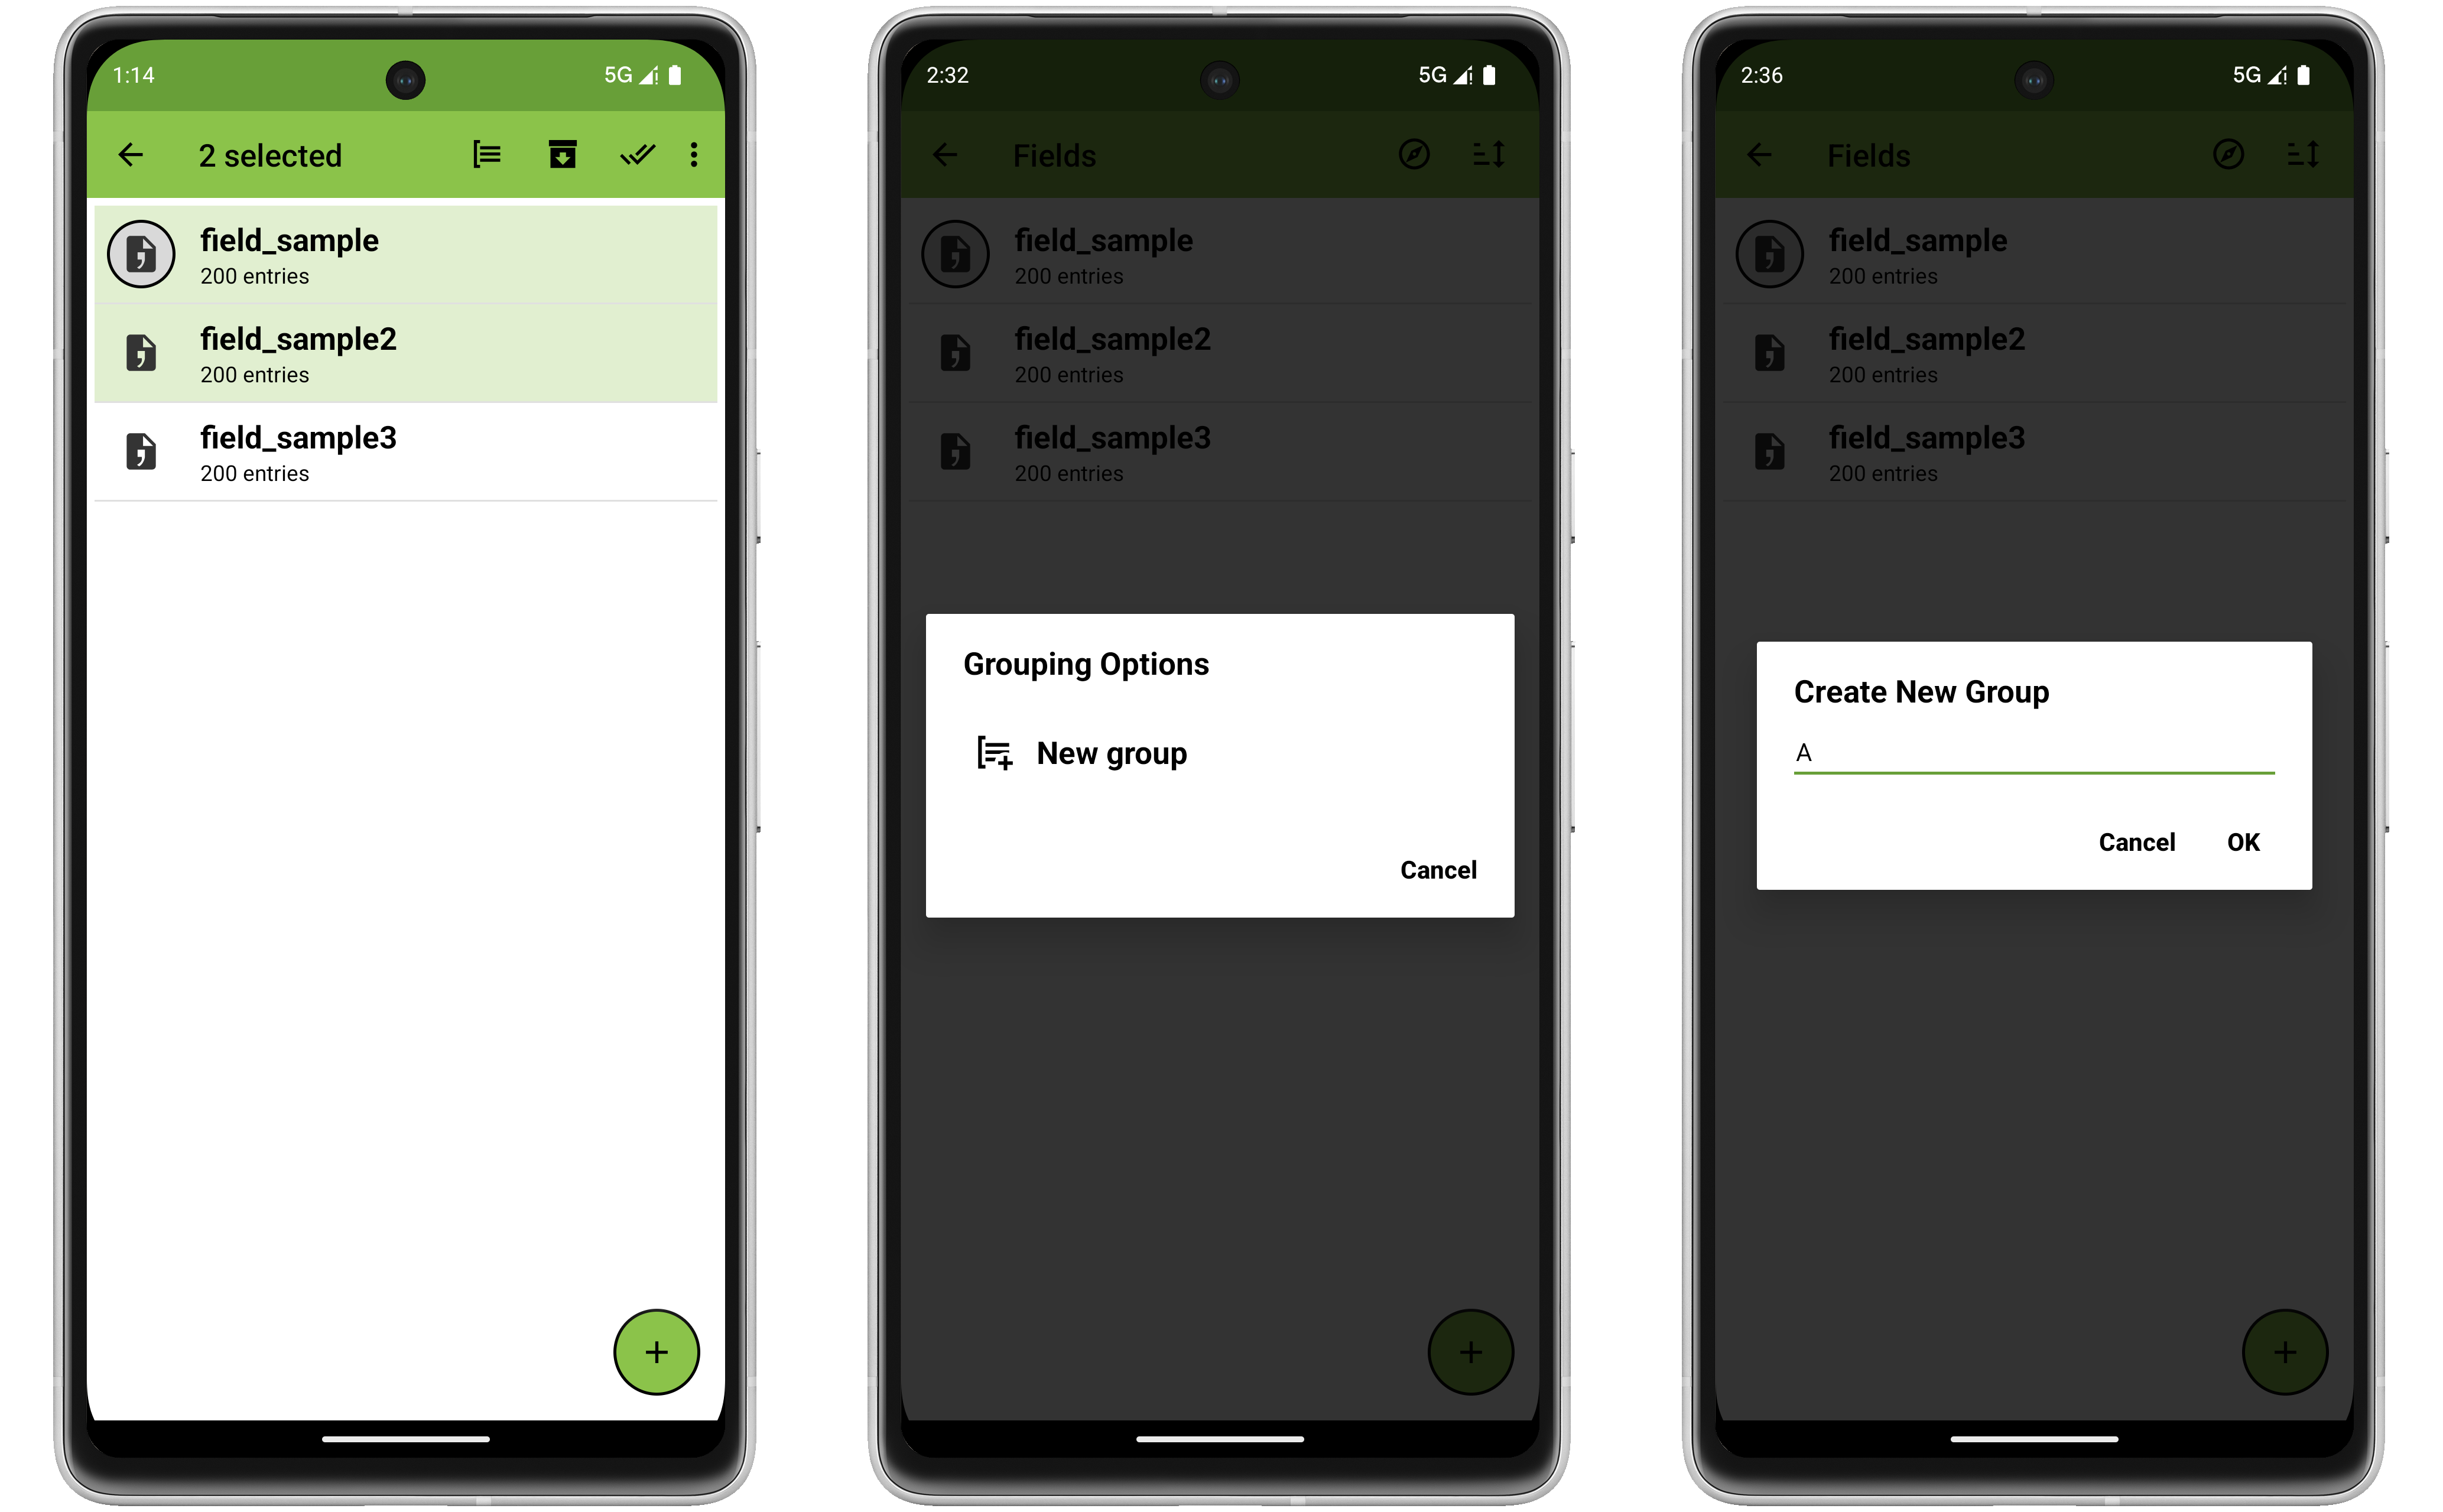 1:14
5G
2 selected
field_sample
200 entries
field_sample2
200 entries
field_sample3
200 entries
+
2:32
5G
Fields
field_sample
200 entries
field_sample2
200 entries
field_sample3
200 entries
Grouping Options
New group
Cancel
+
2:36
5G
Fields
field_sample
200 entries
field_sample2
200 entries
field_sample3
200 entries
Create New Group
A
Cancel OK
+